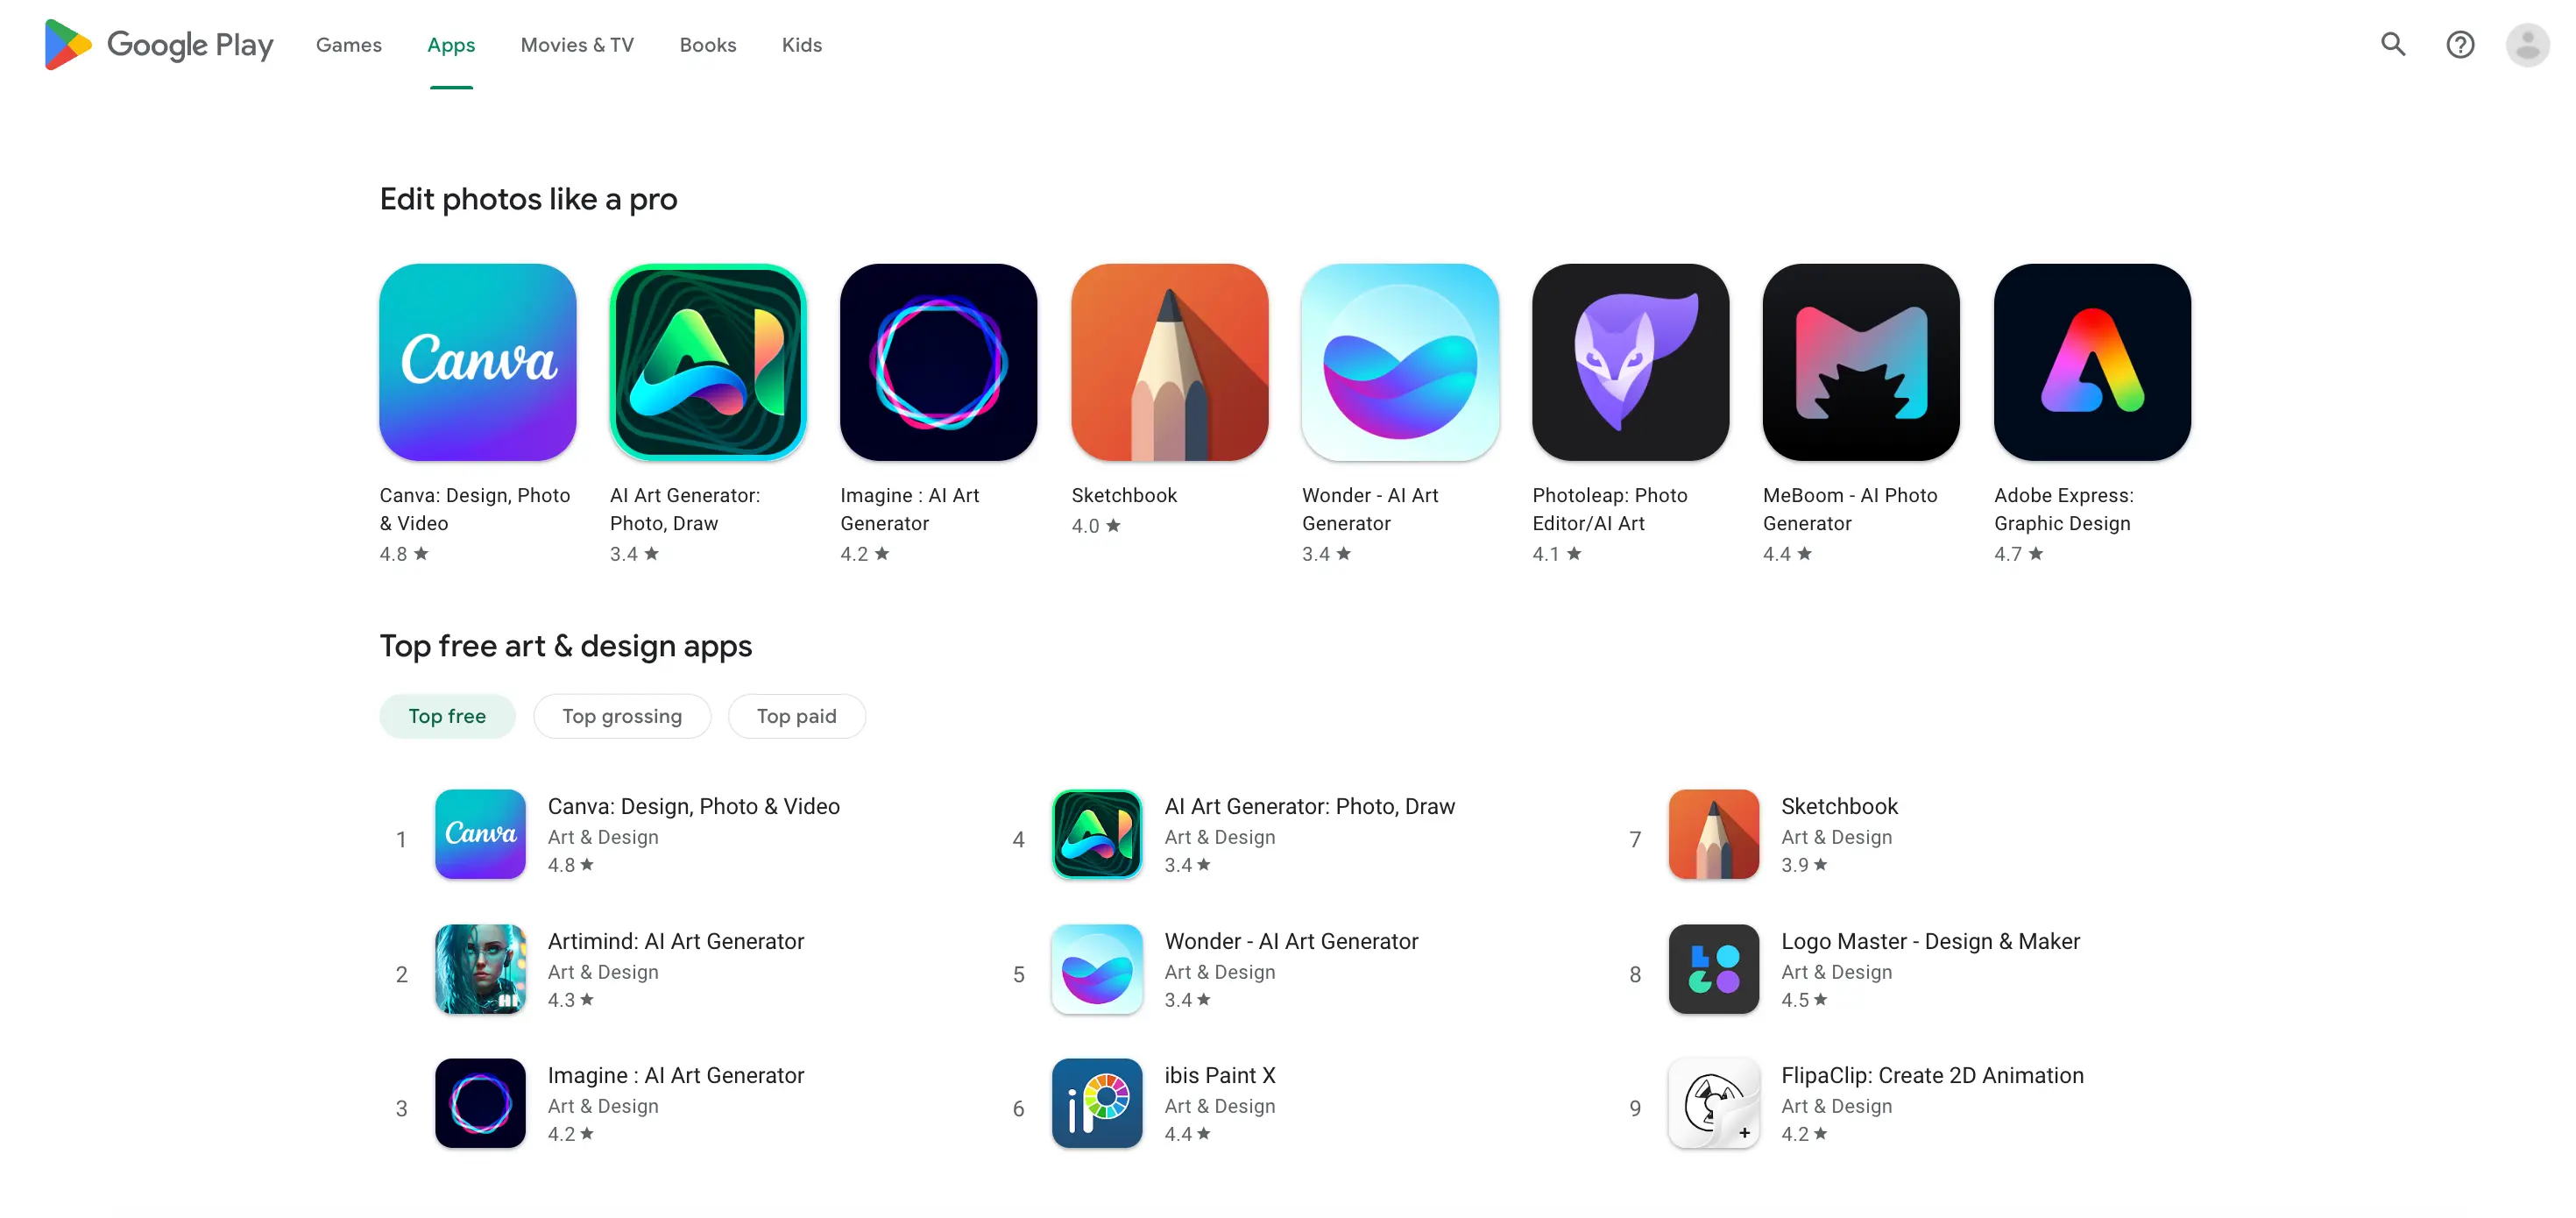 Google Play Games Apps Movies & TV Books Kids
Edit photos like a pro
Canva
AI
Canva: Design, Photo
& Video
4.8 ★
AI Art Generator:
Photo, Draw
3.4 ★
Imagine : AI Art
Generator
4.2 ★
Sketchbook
4.0 ★
Wonder - AI Art
Generator
3.4 ★
Photoleap: Photo
Editor/AI Art
4.1 ★
MeBoom - AI Photo
Generator
4.4 ★
Adobe Express:
Graphic Design
4.7 ★
Top free art & design apps
Top free Top grossing Top paid
1
Canva
Canva: Design, Photo & Video
Art & Design
4.8 ★
2
AI
Artimind: AI Art Generator
Art & Design
4.3 ★
3
Imagine : AI Art Generator
Art & Design
4.2 ★
4
AI
AI Art Generator: Photo, Draw
Art & Design
3.4 ★
5
Wonder - AI Art Generator
Art & Design
3.4 ★
6
iP
ibis Paint X
Art & Design
4.4 ★
7
Sketchbook
Art & Design
3.9 ★
8
LOGO
Logo Master - Design & Maker
Art & Design
4.5 ★
9
FlipaClip: Create 2D Animation
Art & Design
4.2 ★